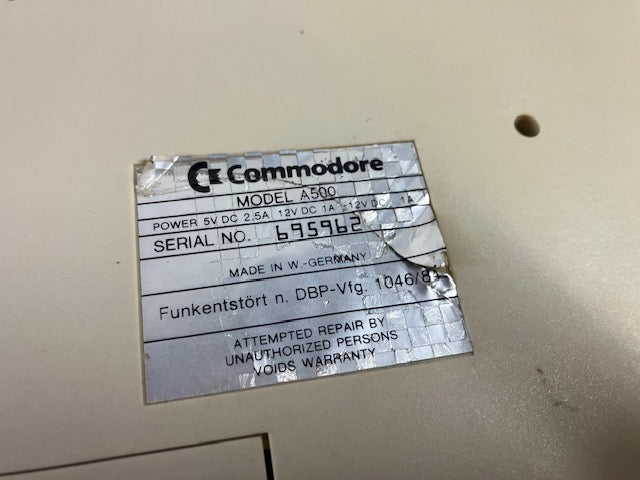 Commodore
MODEL A500
POWER 5V DC 2.5A 12V DC 1A -12V DC .1A
SERIAL NO. 695962
MADE IN W.-GERMANY
Funkentstört n. DBP-Vfg. 1046/84
ATTEMPTED REPAIR BY
UNAUTHORIZED PERSONS
VOIDS WARRANTY